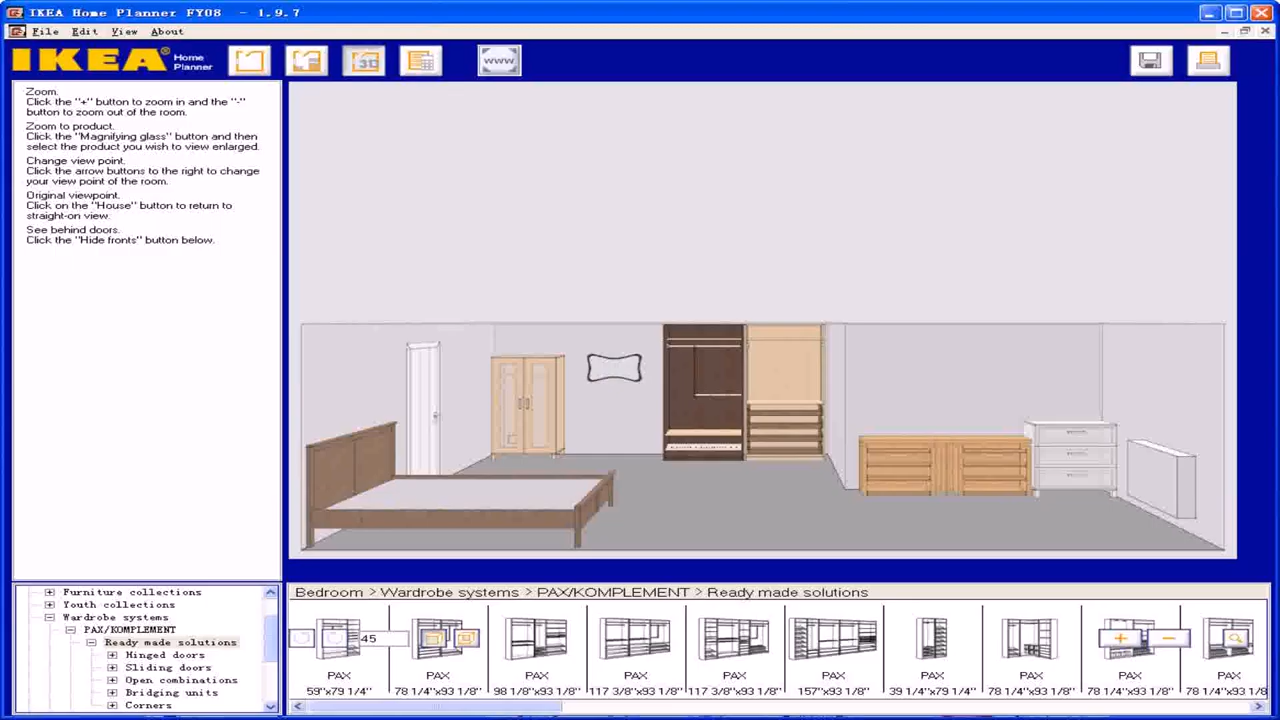 IKEA Home Planner FY08 - 1.9.7
File Edit View About
IKEA® Home Planner
3D
WWW
Zoom.
Click the "+" button to zoom in and the "-"
button to zoom out of the room.
Zoom to product.
Click the "Magnifying glass" button and then
select the product you wish to view enlarged.
Change view point.
Click the arrow buttons to the right to change
your view point of the room.
Original viewpoint.
Click on the "House" button to return to
straight-on view.
See behind doors.
Click the "Hide fronts" button below.
Furniture collections
Youth collections
Wardrobe systems
PAX/KOMPLEMENT
Ready made solutions
Hinged doors
Sliding doors
Open combinations
Bridging units
Corners
Bedroom > Wardrobe systems > PAX/KOMPLEMENT > Ready made solutions
45
PAX PAX PAX PAX PAX PAX PAX PAX PAX PAX
59"x79 1/4" 78 1/4"x93 1/8" 98 1/8"x93 1/8" 117 3/8"x93 1/8" 117 3/8"x93 1/8" 157"x93 1/8" 39 1/4"x79 1/4" 78 1/4"x93 1/8" 78 1/4"x93 1/8" 78 1/4"x93 1/8